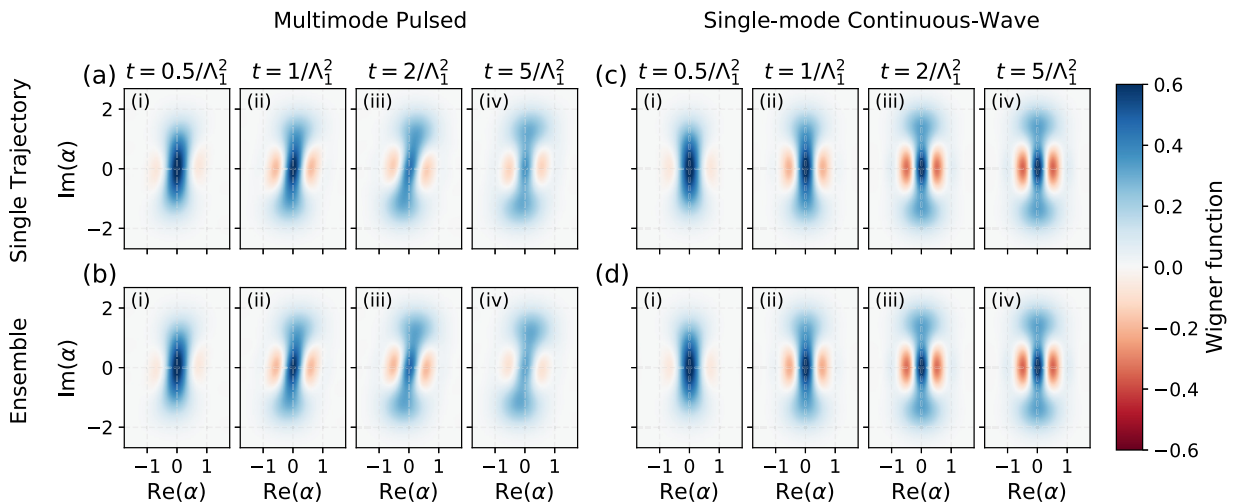 Multimode Pulsed
Single-mode Continuous-Wave
(a) t = 0.5/Λ₁² t = 1/Λ₁² t = 2/Λ₁² t = 5/Λ₁²
(c) t = 0.5/Λ₁² t = 1/Λ₁² t = 2/Λ₁² t = 5/Λ₁²
Single Trajectory
Im(α)
2
0
−2
(i) (ii) (iii) (iv)
(i) (ii) (iii) (iv)
(b)
(d)
Ensemble
Im(α)
2
0
−2
(i) (ii) (iii) (iv)
(i) (ii) (iii) (iv)
−1 0 1 −1 0 1 −1 0 1 −1 0 1
−1 0 1 −1 0 1 −1 0 1 −1 0 1
Re(α) Re(α) Re(α) Re(α)
Re(α) Re(α) Re(α) Re(α)
0.6
0.4
0.2
0.0
−0.2
−0.4
−0.6
Wigner function